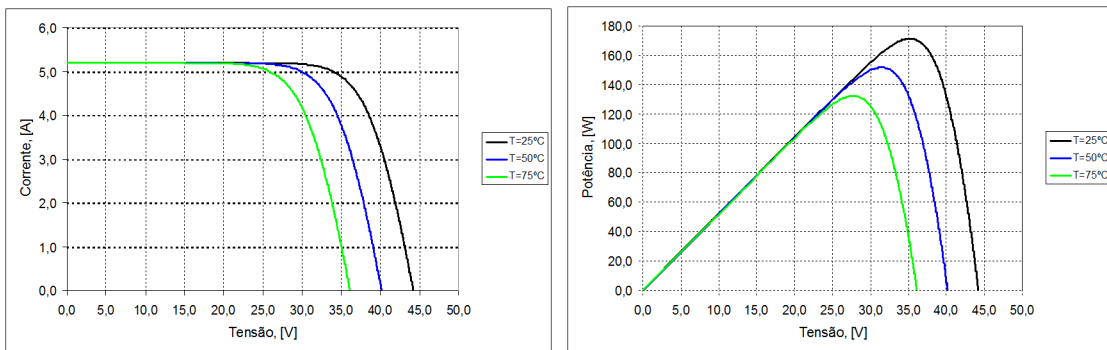 6,0
5,0
4,0
3,0
2,0
1,0
0,0
Corrente, [A]
0,0 5,0 10,0 15,0 20,0 25,0 30,0 35,0 40,0 45,0 50,0
Tensão, [V]
T=25ºC
T=50ºC
T=75ºC
180,0
160,0
140,0
120,0
100,0
80,0
60,0
40,0
20,0
0,0
Potência, [W]
0,0 5,0 10,0 15,0 20,0 25,0 30,0 35,0 40,0 45,0 50,0
Tensão, [V]
T=25ºC
T=50ºC
T=75ºC